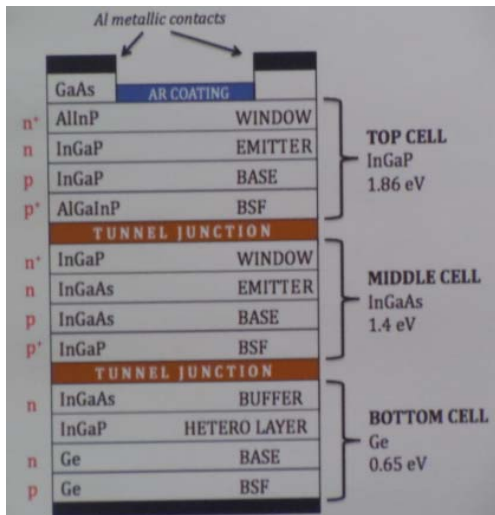 Al metallic contacts
GaAs
AR COATING
n+ AlInP WINDOW
n InGaP EMITTER
p InGaP BASE
p+ AlGaInP BSF
TOP CELL
InGaP
1.86 eV
TUNNEL JUNCTION
n+ InGaP WINDOW
n InGaAs EMITTER
p InGaAs BASE
p+ InGaP BSF
MIDDLE CELL
InGaAs
1.4 eV
TUNNEL JUNCTION
n InGaAs BUFFER
InGaP HETERO LAYER
n Ge BASE
p Ge BSF
BOTTOM CELL
Ge
0.65 eV